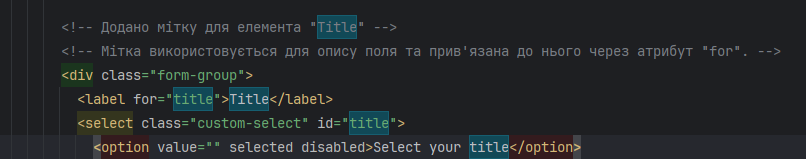 <!-- Додано мітку для елемента "Title" -->
<!-- Мітка використовується для опису поля та прив'язана до нього через атрибут "for". -->
<div class="form-group">
<label for="title">Title</label>
<select class="custom-select" id="title">
<option value="" selected disabled>Select your title</option>